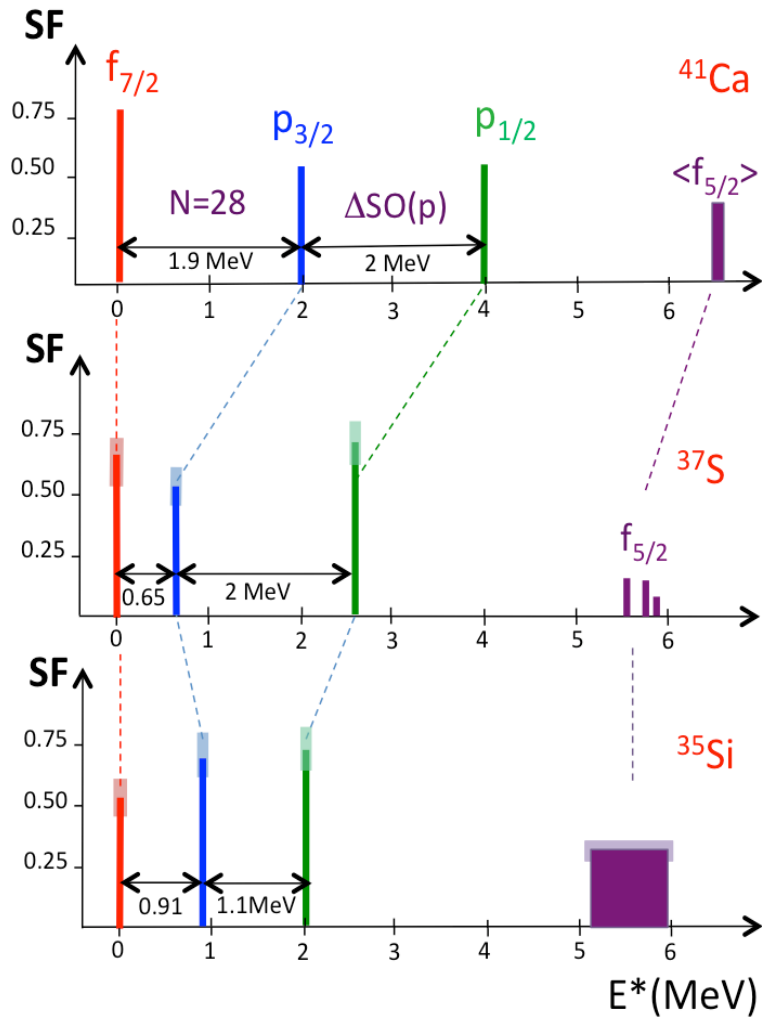 SF
f7/2
41Ca
0.75
p3/2
p1/2
0.50
<f5/2>
N=28
ΔSO(p)
0.25
1.9 MeV
2 MeV
0 1 2 3 4 5 6
SF
0.75
37S
0.50
f5/2
0.25
0.65
2 MeV
0 1 2 3 4 5 6
SF
0.75
35Si
0.50
0.25
0.91
1.1MeV
0 1 2 3 4 5 6
E*(MeV)